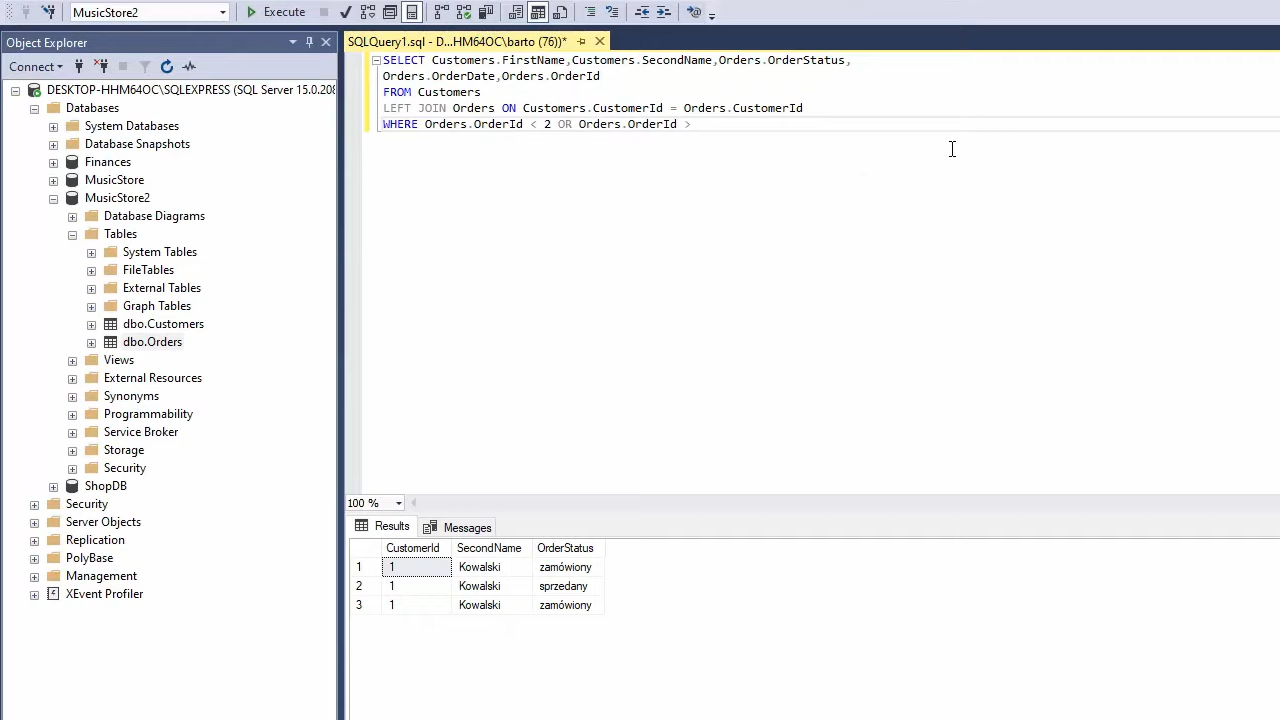 MusicStore2
Execute
Object Explorer
Connect
DESKTOP-HHM64OC\SQLEXPRESS (SQL Server 15.0.208
Databases
System Databases
Database Snapshots
Finances
MusicStore
MusicStore2
Database Diagrams
Tables
System Tables
FileTables
External Tables
Graph Tables
dbo.Customers
dbo.Orders
Views
External Resources
Synonyms
Programmability
Service Broker
Storage
Security
ShopDB
Security
Server Objects
Replication
PolyBase
Management
XEvent Profiler
SQLQuery1.sql - D...HHM64OC\barto (76))*
SELECT Customers.FirstName,Customers.SecondName,Orders.OrderStatus,
Orders.OrderDate,Orders.OrderId
FROM Customers
LEFT JOIN Orders ON Customers.CustomerId = Orders.CustomerId
WHERE Orders.OrderId < 2 OR Orders.OrderId >
100 %
Results Messages
CustomerId SecondName OrderStatus
1 1 Kowalski zamówiony
2 1 Kowalski sprzedany
3 1 Kowalski zamówiony